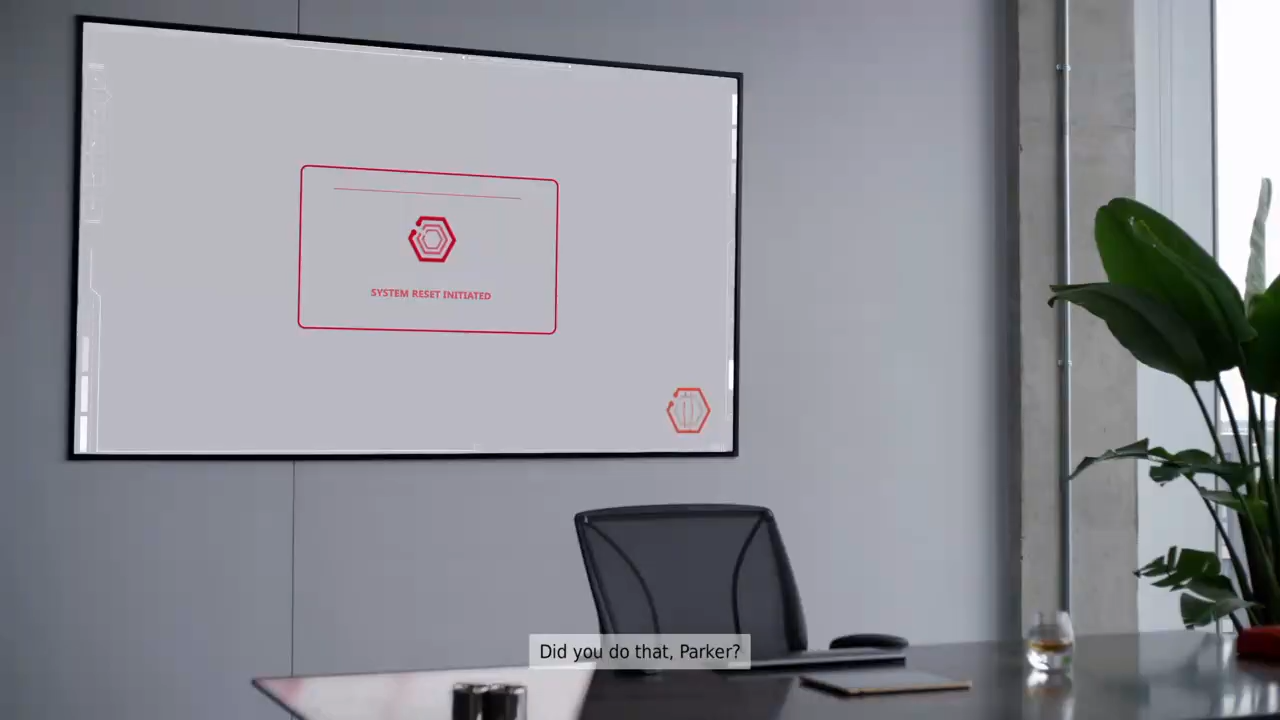 SYSTEM RESET INITIATED
Did you do that, Parker?